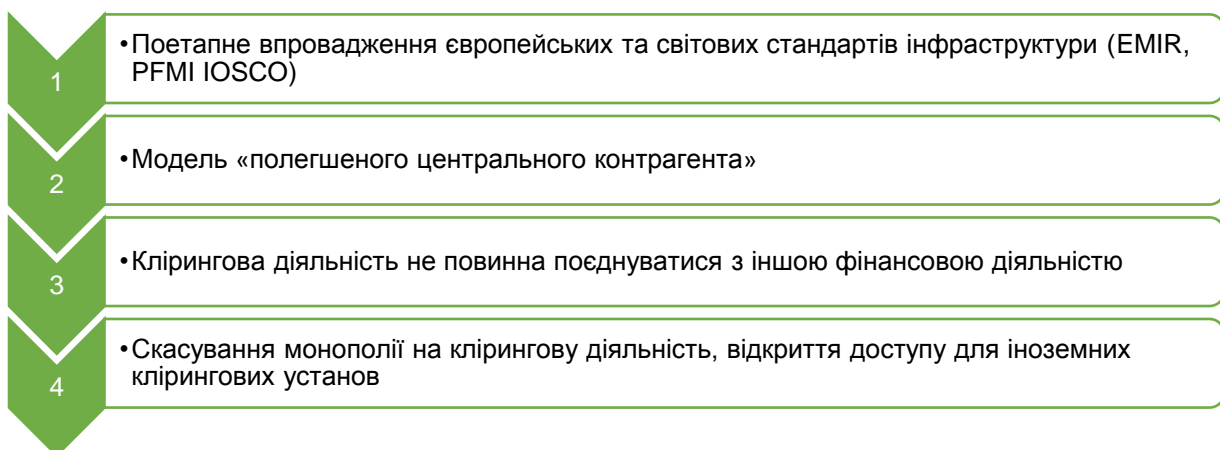 1
•Поетапне впровадження європейських та світових стандартів інфраструктури (EMIR,
PFMI IOSCO)
2
•Модель «полегшеного центрального контрагента»
3
•Клірингова діяльність не повинна поєднуватися з іншою фінансовою діяльністю
4
•Скасування монополії на клірингову діяльність, відкриття доступу для іноземних
клірингових установ